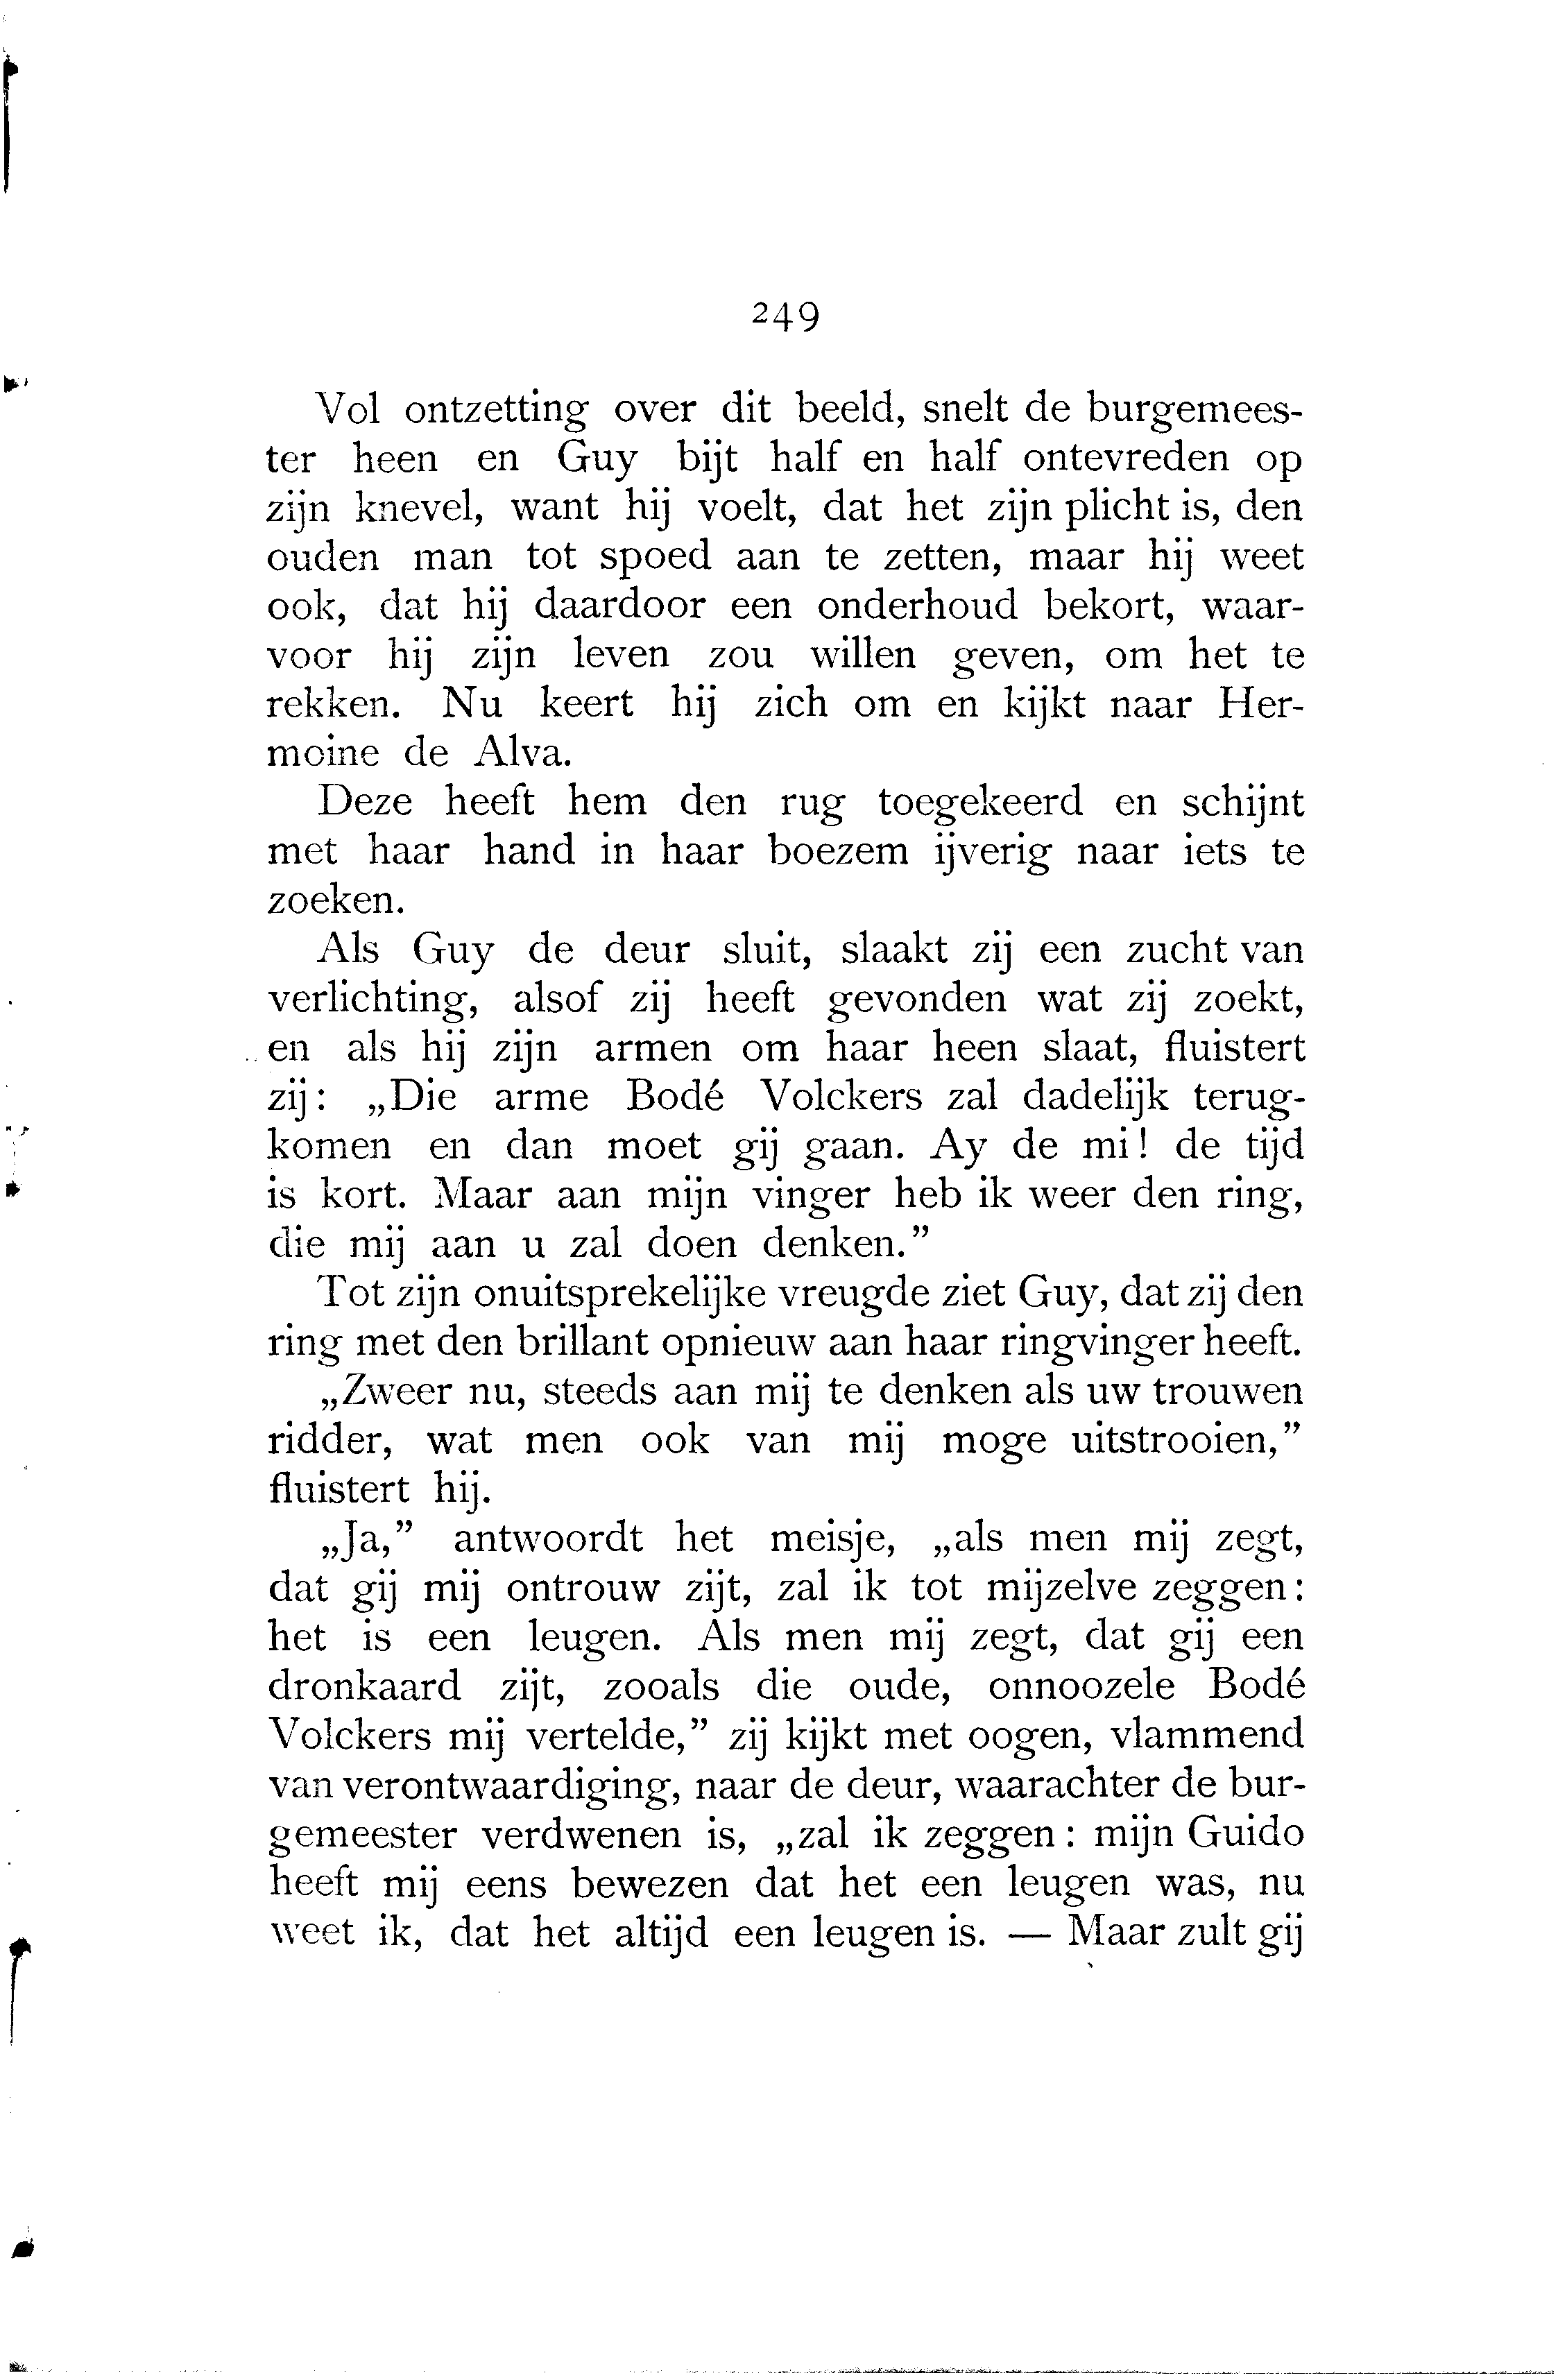 249
Vol ontzetting over dit beeld, snelt de burgemees-
ter heen en Guy bijt half en half ontevreden op
zijn knevel, want hij voelt, dat het zijn plicht is, den
ouden man tot spoed aan te zetten, maar hij weet
ook, dat hij daardoor een onderhoud bekort, waar-
voor hij zijn leven zou willen geven, om het te
rekken. Nu keert hij zich om en kijkt naar Her-
moine de Alva.
Deze heeft hem den rug toegekeerd en schijnt
met haar hand in haar boezem ijverig naar iets te
zoeken.
Als Guy de deur sluit, slaakt zij een zucht van
verlichting, alsof zij heeft gevonden wat zij zoekt,
en als hij zijn armen om haar heen slaat, fluistert
zij: „Die arme Bodé Volckers zal dadelijk terug-
komen en dan moet gij gaan. Ay de mi! de tijd
is kort. Maar aan mijn vinger heb ik weer den ring,
die mij aan u zal doen denken.”
Tot zijn onuitsprekelijke vreugde ziet Guy, dat zij den
ring met den brillant opnieuw aan haar ringvinger heeft.
„Zweer nu, steeds aan mij te denken als uw trouwen
ridder, wat men ook van mij moge uitstrooien,”
fluistert hij.
„Ja,” antwoordt het meisje, „als men mij zegt,
dat gij mij ontrouw zijt, zal ik tot mijzelve zeggen:
het is een leugen. Als men mij zegt, dat gij een
dronkaard zijt, zooals die oude, onnoozele Bodé
Volckers mij vertelde,” zij kijkt met oogen, vlammend
van verontwaardiging, naar de deur, waarachter de bur-
gemeester verdwenen is, „zal ik zeggen: mijn Guido
heeft mij eens bewezen dat het een leugen was, nu
weet ik, dat het altijd een leugen is. — Maar zult gij